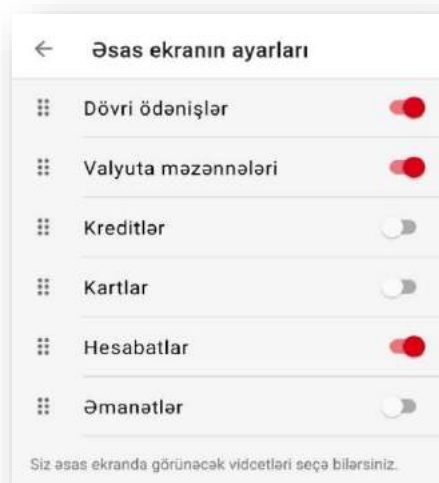 Əsas ekranın ayarları
Dövri ödənişlər
Valyuta məzənnələri
Kreditlər
Kartlar
Hesabatlar
Əmanətlər
Siz əsas ekranda görünəcək vidcetləri seçə bilərsiniz.